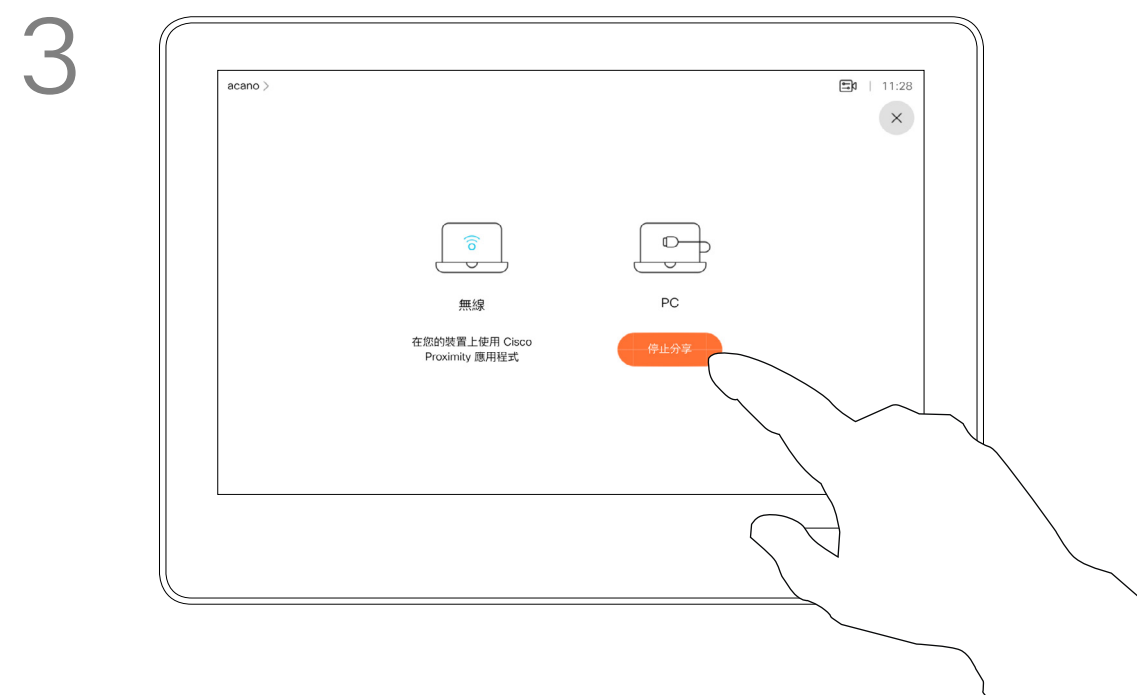 3
acano >
11:28
無線
PC
在您的裝置上使用 Cisco
Proximity 應用程式
停止分享